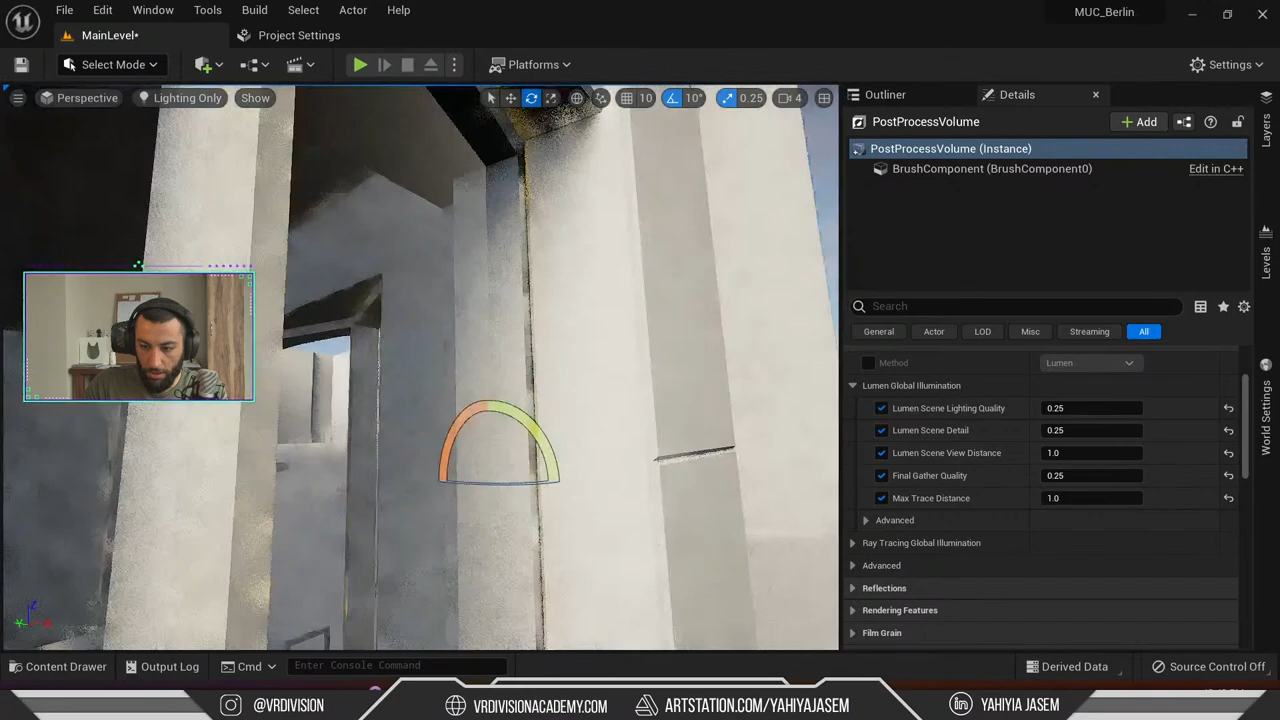 File Edit Window Tools Build Select Actor Help
MUC_Berlin
MainLevel* Project Settings
Select Mode Platforms Settings
Perspective Lighting Only Show 10 10° 0.25 4
Outliner Details
Layers
Levels
World Settings
PostProcessVolume Add
PostProcessVolume (Instance)
BrushComponent (BrushComponent0) Edit in C++
Search
General Actor LOD Misc Streaming All
Method Lumen
Lumen Global Illumination
Lumen Scene Lighting Quality 0.25
Lumen Scene Detail 0.25
Lumen Scene View Distance 1.0
Final Gather Quality 0.25
Max Trace Distance 1.0
Advanced
Ray Tracing Global Illumination
Advanced
Reflections
Rendering Features
Film Grain
Z
Content Drawer Output Log Cmd Enter Console Command Derived Data Source Control Off
@VRDIVISION VRDIVISIONACADEMY.COM ARTSTATION.COM/YAHIYAJASEM YAHIYIA JASEM